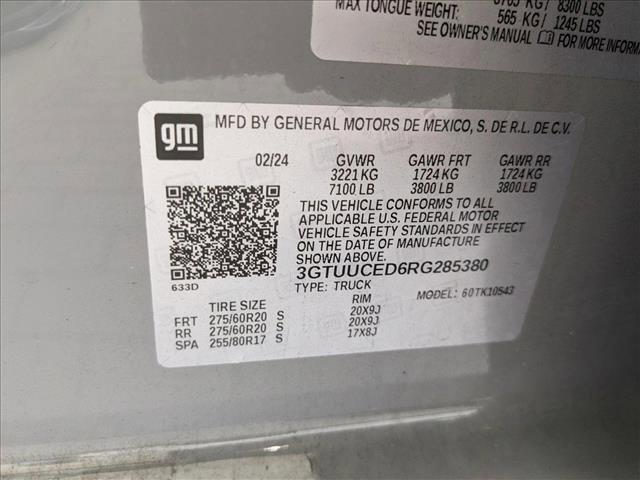 8300 LBS
MAX TONGUE WEIGHT: 565 KG/ 1245 LBS
SEE OWNER'S MANUAL FOR MORE
gm
MFD BY GENERAL MOTORS DE MEXICO, S. DE R.L. DE C.V.
02/24 GVWR GAWR FRT GAWR RR
3221 KG 1724 KG 1724 KG
7100 LB 3800 LB 3800 LB
THIS VEHICLE CONFORMS TO ALL
APPLICABLE U.S. FEDERAL MOTOR
VEHICLE SAFETY STANDARDS IN EFFECT
ON THE DATE OF MANUFACTURE
SHOWN ABOVE.
633D
3GTUUCED6RG285380
TYPE: TRUCK MODEL: 60TK10543
TIRE SIZE RIM
FRT 275/60R20 S 20X9J
RR 275/60R20 S 20X9J
SPA 255/80R17 S 17X8J